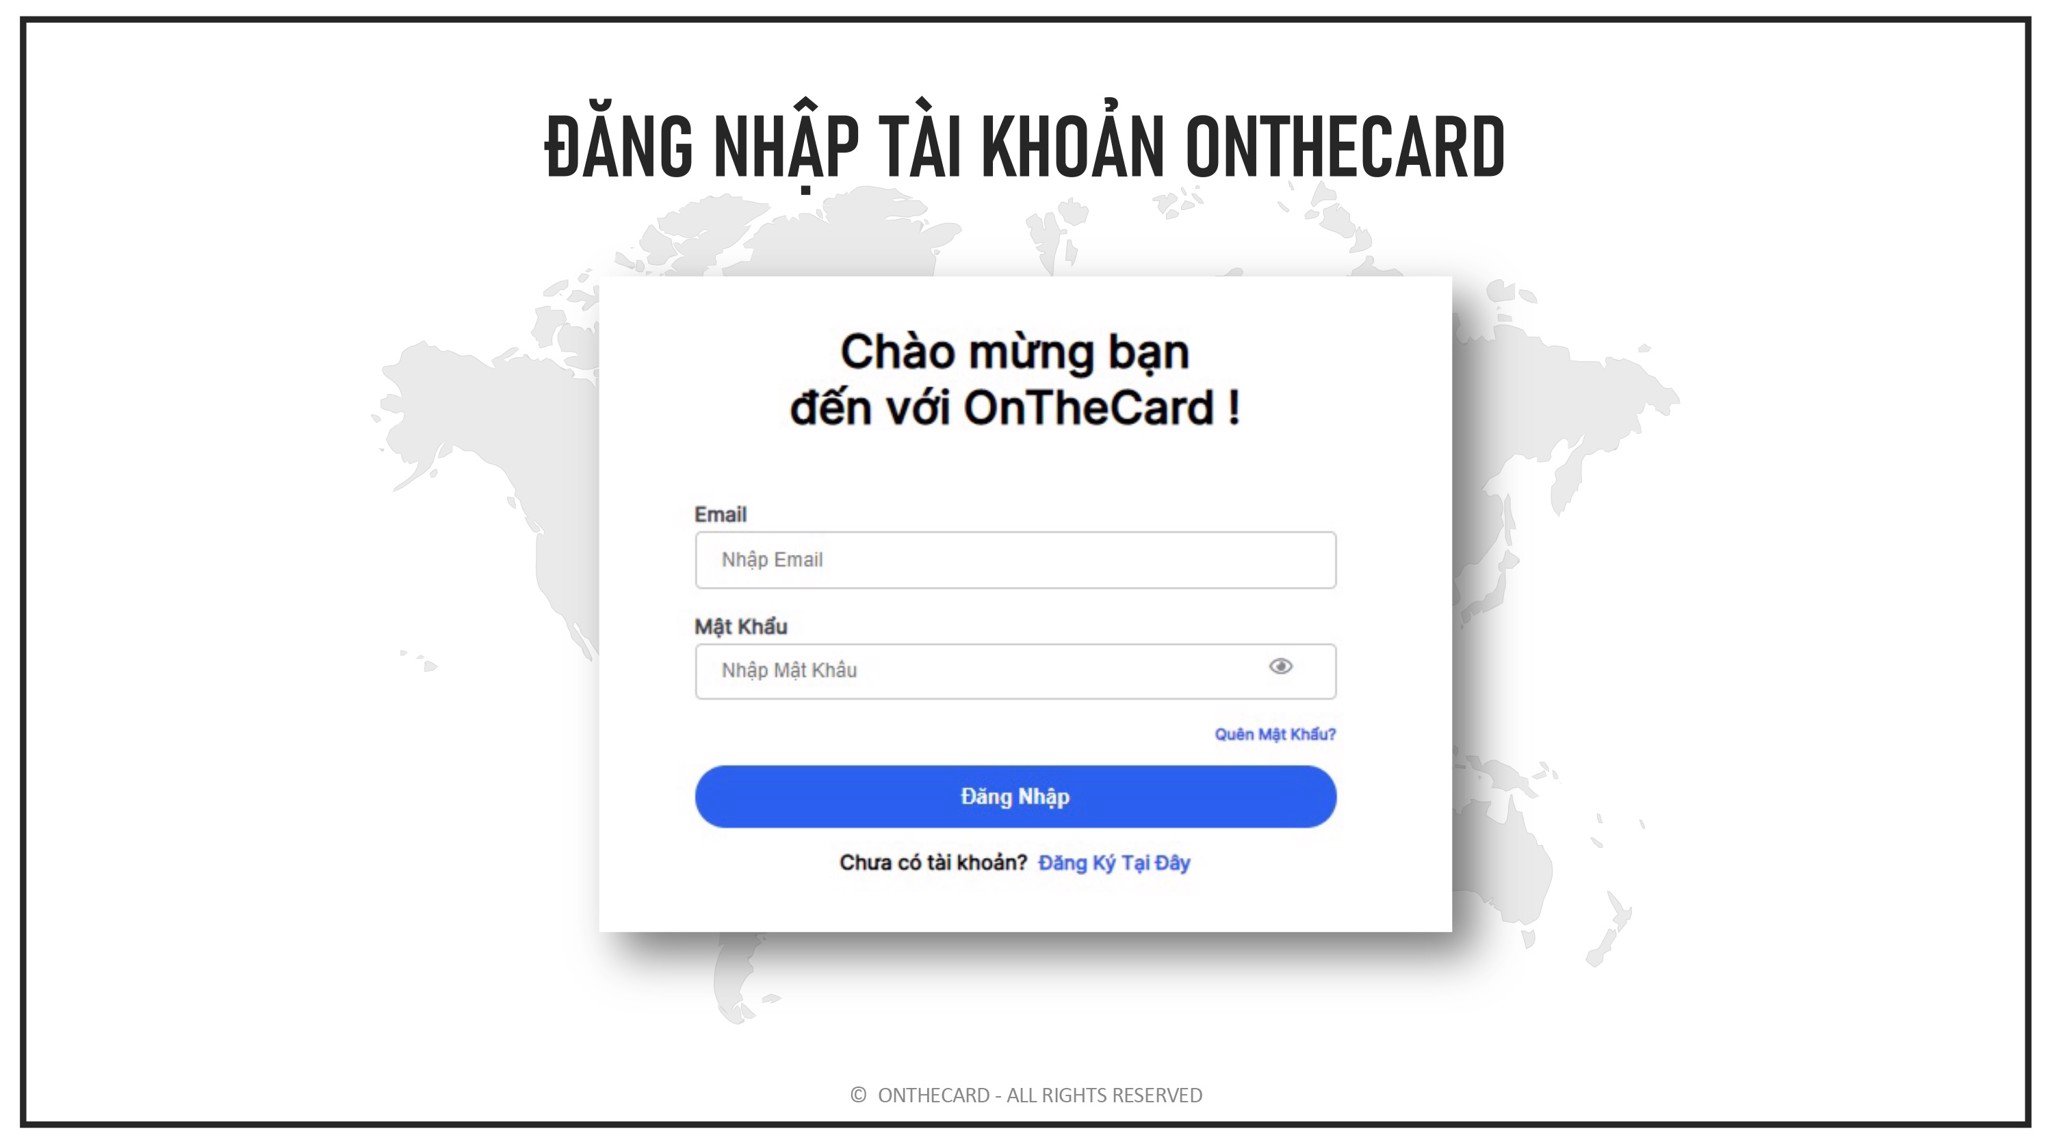 ĐĂNG NHẬP TÀI KHOẢN ONTHECARD
Chào mừng bạn
đến với OnTheCard !
Email
Nhập Email
Mật Khẩu
Nhập Mật Khâu
Quên Mật Khẩu?
Đăng Nhập
Chưa có tài khoản? Đăng Ký Tại Đây
© ONTHECARD - ALL RIGHTS RESERVED